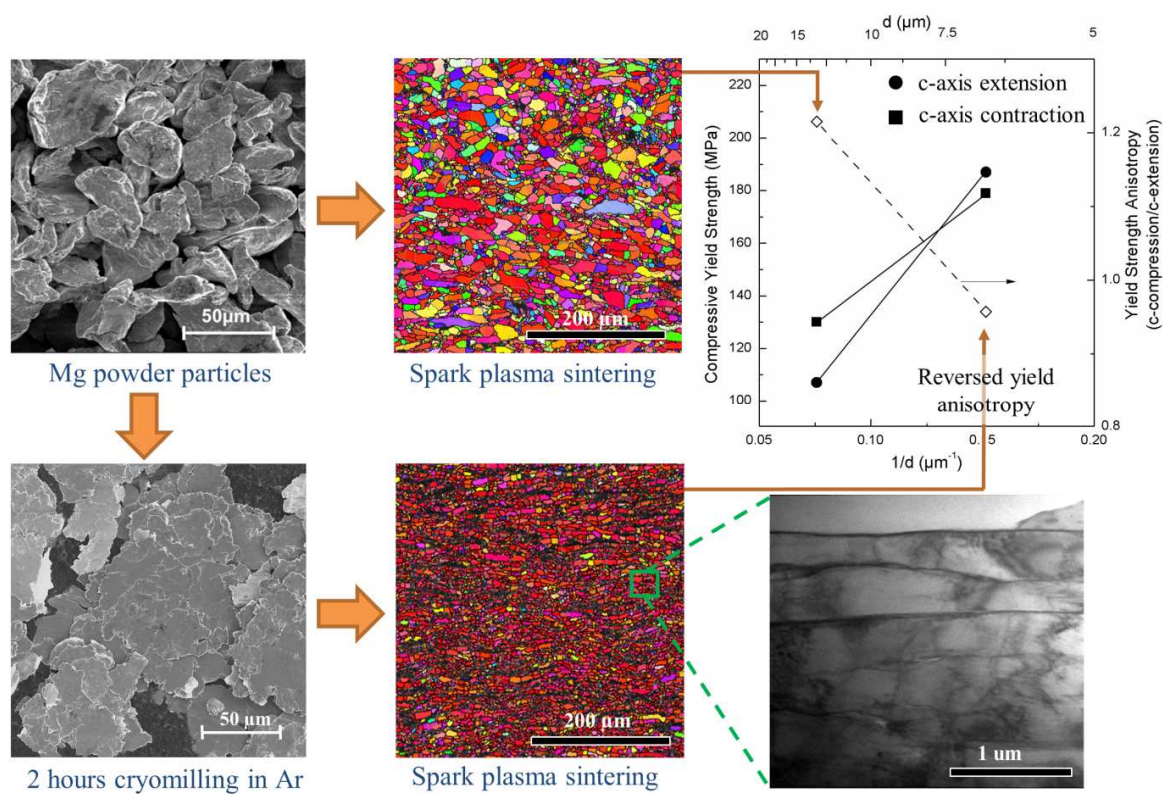 50µm
Mg powder particles
200 µm
Spark plasma sintering
d (µm)
20 15 10 7.5 5
c-axis extension
c-axis contraction
220
200
180
160
140
120
100
Compressive Yield Strength (MPa)
1.2
1.0
0.8
Yield Strength Anisotropy
(c-compression/c-extension)
Reversed yield
anisotropy
0.05 0.10 0.15 0.20
1/d (µm⁻¹)
50 µm
2 hours cryomilling in Ar
200 µm
Spark plasma sintering
1 um